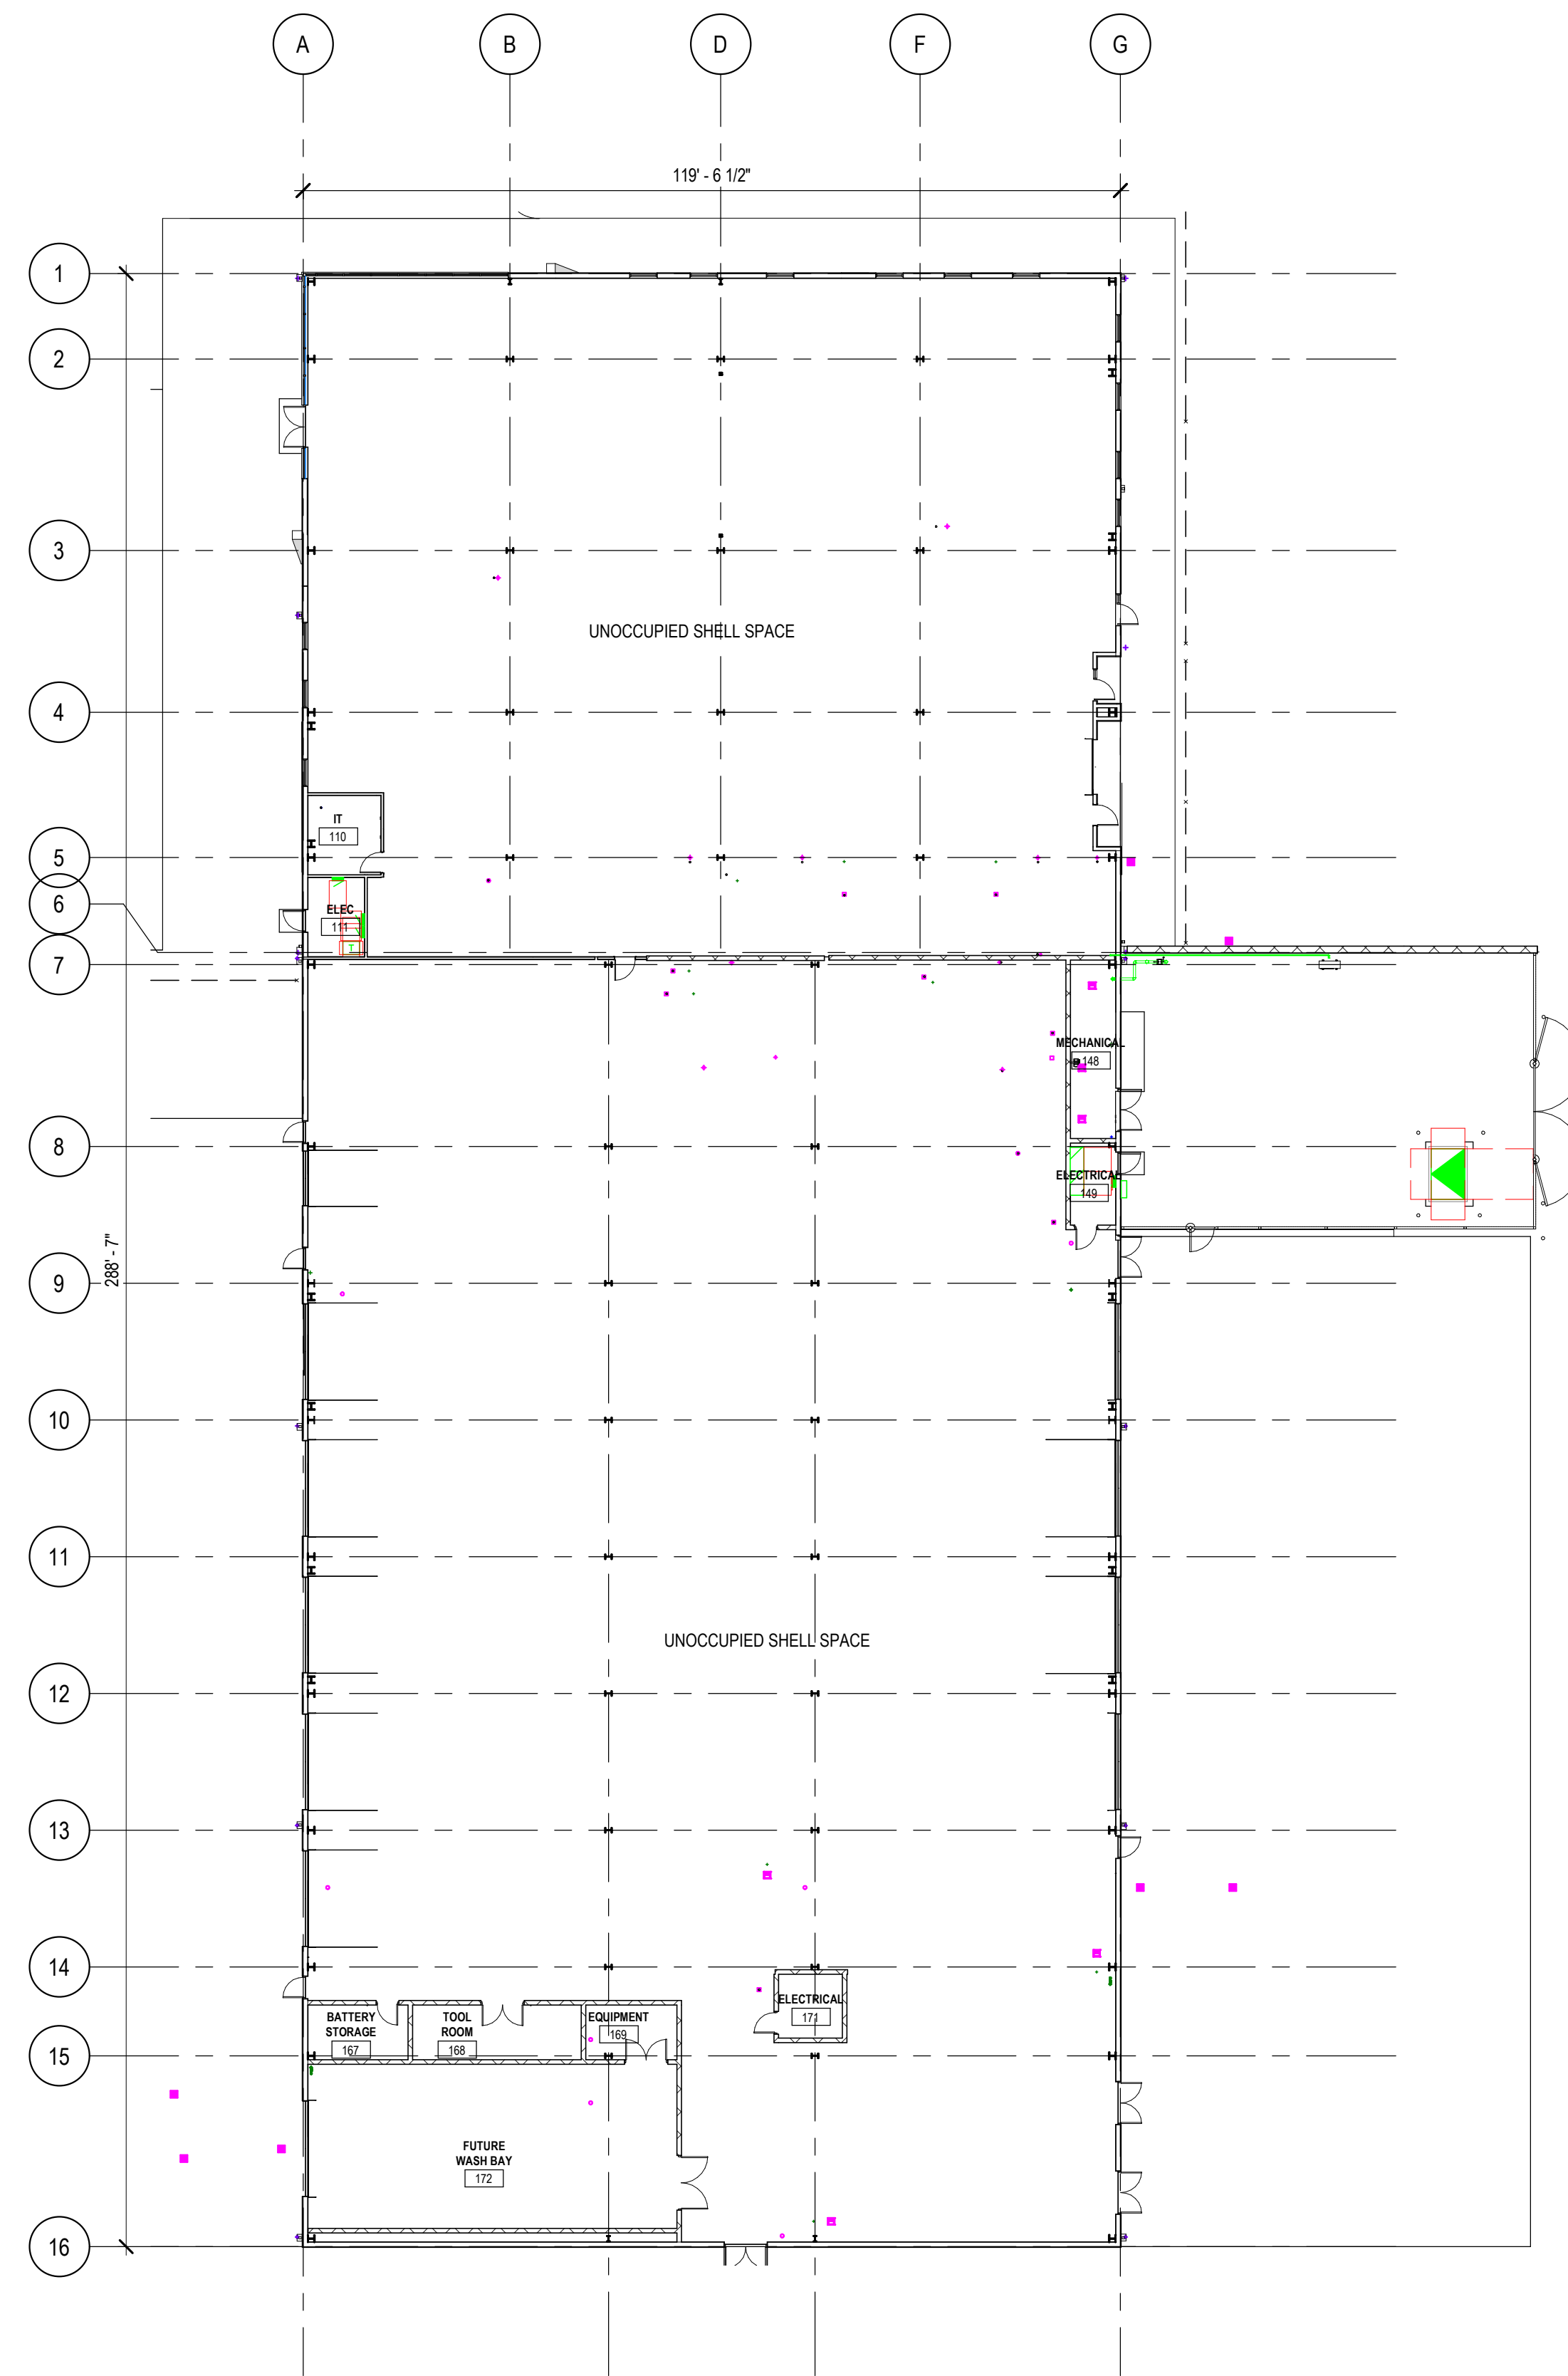 A
B
D
F
G
119' - 6 1/2"
1
2
3
UNOCCUPIED SHELL SPACE
4
IT
110
5
6
ELEC
111
T
7
MECHANICAL
148
8
ELECTRICAL
149
288' - 7"
9
10
11
UNOCCUPIED SHELL SPACE
12
13
14
ELECTRICAL
171
BATTERY
STORAGE
167
TOOL
ROOM
168
EQUIPMENT
169
15
FUTURE
WASH BAY
172
16